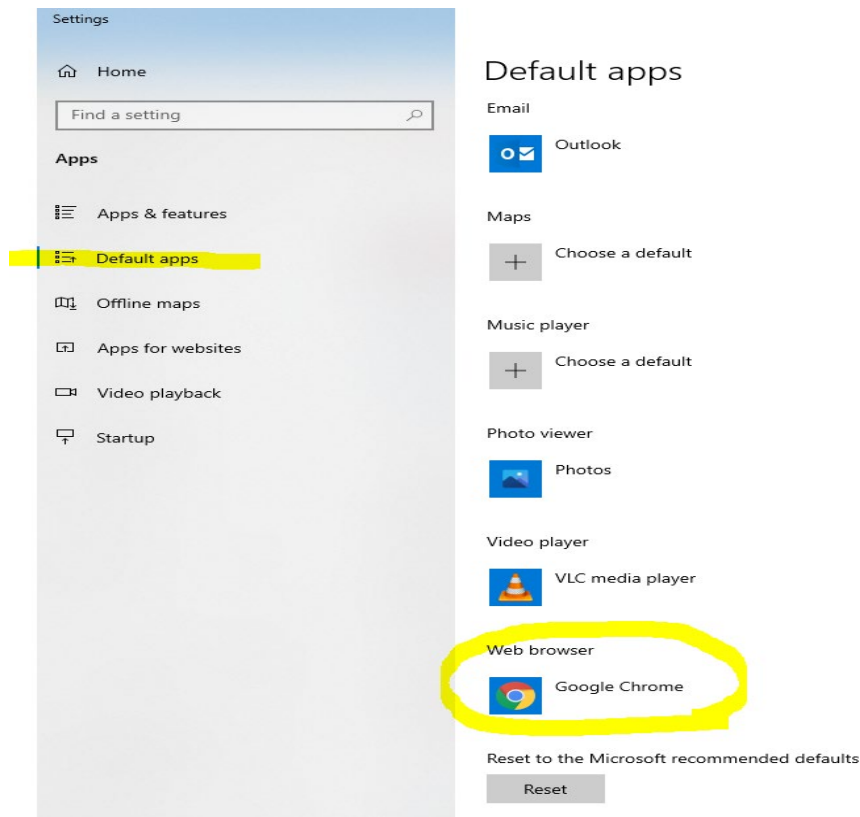 Settings
Home
Find a setting
Apps
Apps & features
Default apps
Offline maps
Apps for websites
Video playback
Startup
Default apps
Email
Outlook
Maps
Choose a default
Music player
Choose a default
Photo viewer
Photos
Video player
VLC media player
Web browser
Google Chrome
Reset to the Microsoft recommended defaults
Reset